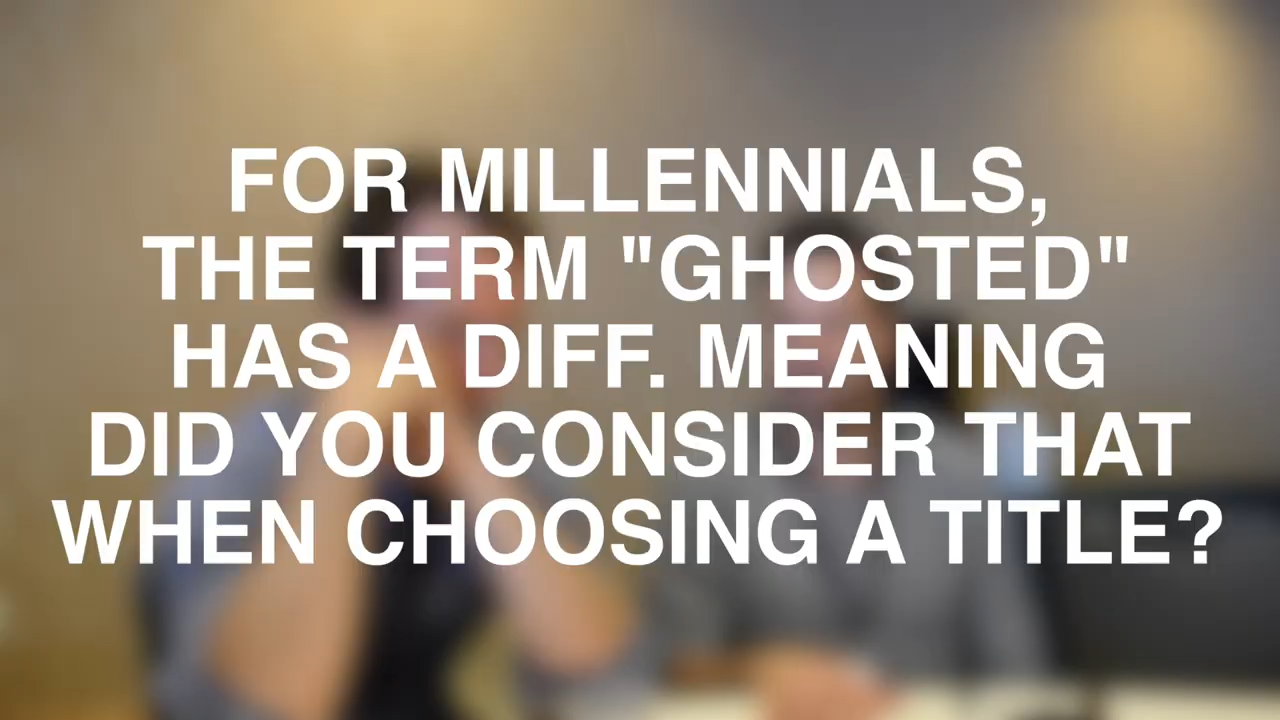 FOR MILLENNIALS,
THE TERM "GHOSTED"
HAS A DIFF. MEANING
DID YOU CONSIDER THAT
WHEN CHOOSING A TITLE?